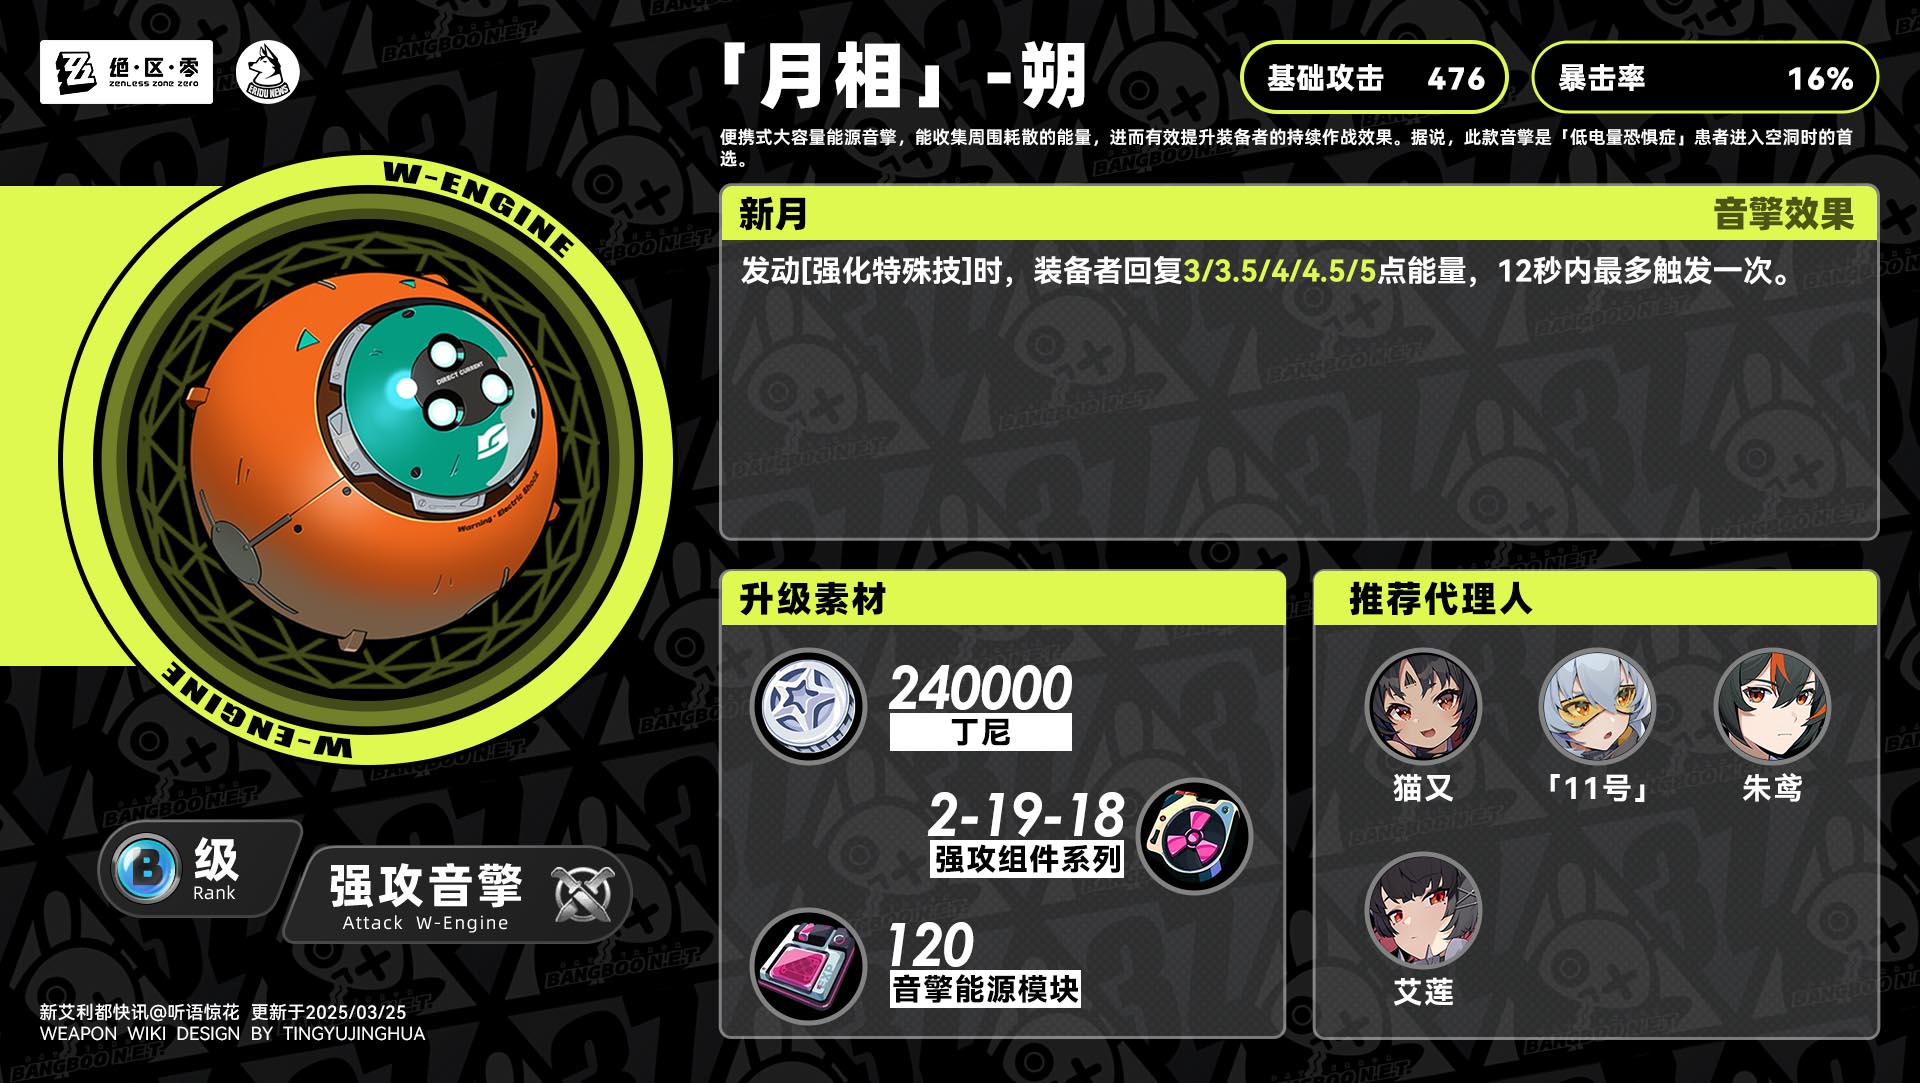 绝·区·零
ZENLESS ZONE ZERO
ERIDU NEWS
「月相」-朔
基础攻击 476
暴击率 16%
便携式大容量能源音擎，能收集周围耗散的能量，进而有效提升装备者的持续作战效果。据说，此款音擎是「低电量恐惧症」患者进入空洞时的首
选。
W-ENGINE
DIRECT CURRENT
Warning - Electric Shock
W-ENGINE
新月
音擎效果
发动[强化特殊技]时，装备者回复3/3.5/4/4.5/5点能量，12秒内最多触发一次。
升级素材
240000
丁尼
2-19-18
强攻组件系列
120
音擎能源模块
推荐代理人
猫又
「11号」
朱鸢
艾莲
B
级
Rank
强攻音擎
Attack W-Engine
新艾利都快讯@听语惊花 更新于2025/03/25
WEAPON WIKI DESIGN BY TINGYUJINGHUA
BANGBOO N.E.T.